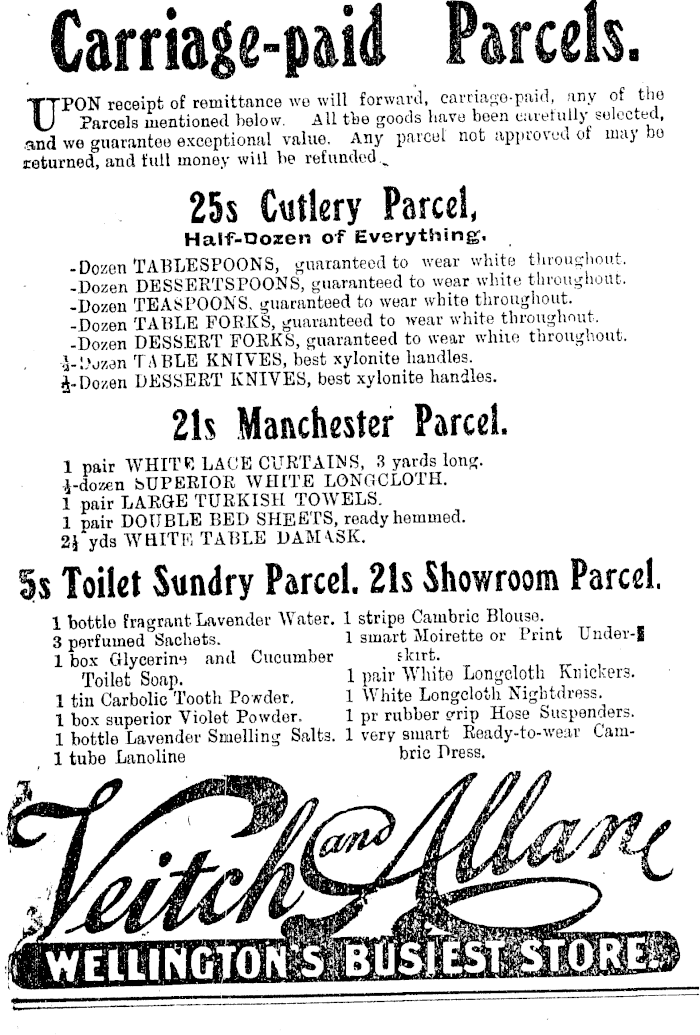 Carriage-paid Parcels.
UPON receipt of remittance we will forward, carriage-paid, any of the
Parcels mentioned below. All the goods have been carefully selected,
and we guarantee exceptional value. Any parcel not approved of may be
returned, and full money will be refunded.
25s Cutlery Parcel,
Half-Dozen of Everything.
-Dozen TABLESPOONS, guaranteed to wear white throughout.
-Dozen DESSERTSPOONS, guaranteed to wear white throughout.
-Dozen TEASPOONS, guaranteed to wear white throughout.
-Dozen TABLE FORKS, guaranteed to wear white throughout.
-Dozen DESSERT FORKS, guaranteed to wear white throughout.
½-Dozen TABLE KNIVES, best xylonite handles.
½-Dozen DESSERT KNIVES, best xylonite handles.
21s Manchester Parcel.
1 pair WHITE LACE CURTAINS, 3 yards long.
½-dozen SUPERIOR WHITE LONGCLOTH.
1 pair LARGE TURKISH TOWELS.
1 pair DOUBLE BED SHEETS, ready hemmed.
2½ yds WHITE TABLE DAMASK.
5s Toilet Sundry Parcel.
1 bottle fragrant Lavender Water.
3 perfumed Sachets.
1 box Glycerine and Cucumber
Toilet Soap.
1 tin Carbolic Tooth Powder.
1 box superior Violet Powder.
1 bottle Lavender Smelling Salts.
1 tube Lanoline
21s Showroom Parcel.
1 stripe Cambric Blouse.
1 smart Moirette or Print Under-
skirt.
1 pair White Longcloth Knickers.
1 White Longcloth Nightdress.
1 pr rubber grip Hose Suspenders.
1 very smart Ready-to-wear Cam-
bric Dress.
Veitch and Allan
WELLINGTON'S BUSIEST STORE.